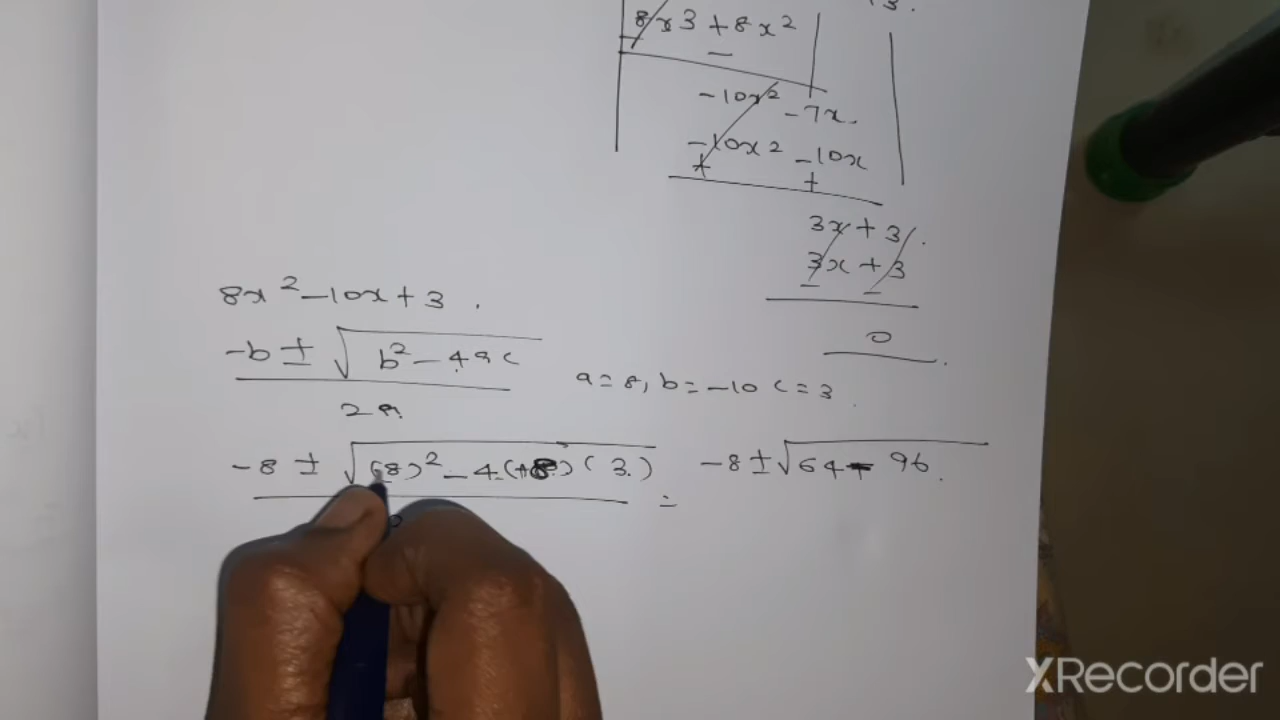 8x3 + 8x²
-10x² - 7x
-10x² - 10x
+ +
3x + 3
3x + 3
- -
0
8x² - 10x + 3
-b ± √b² - 4ac
2a
a = 8, b = -10 c = 3
-8 ± √(8)² - 4(+8)(3) = -8 ± √64 - 96
XRecorder